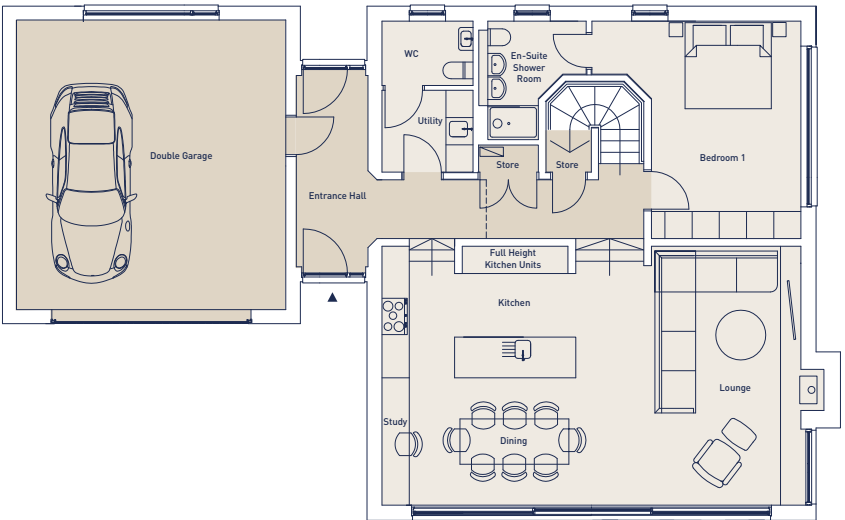 WC
En-Suite
Shower
Room
Utility
Double Garage
Store
Store
Bedroom 1
Entrance Hall
Full Height
Kitchen Units
Kitchen
Lounge
Study
Dining